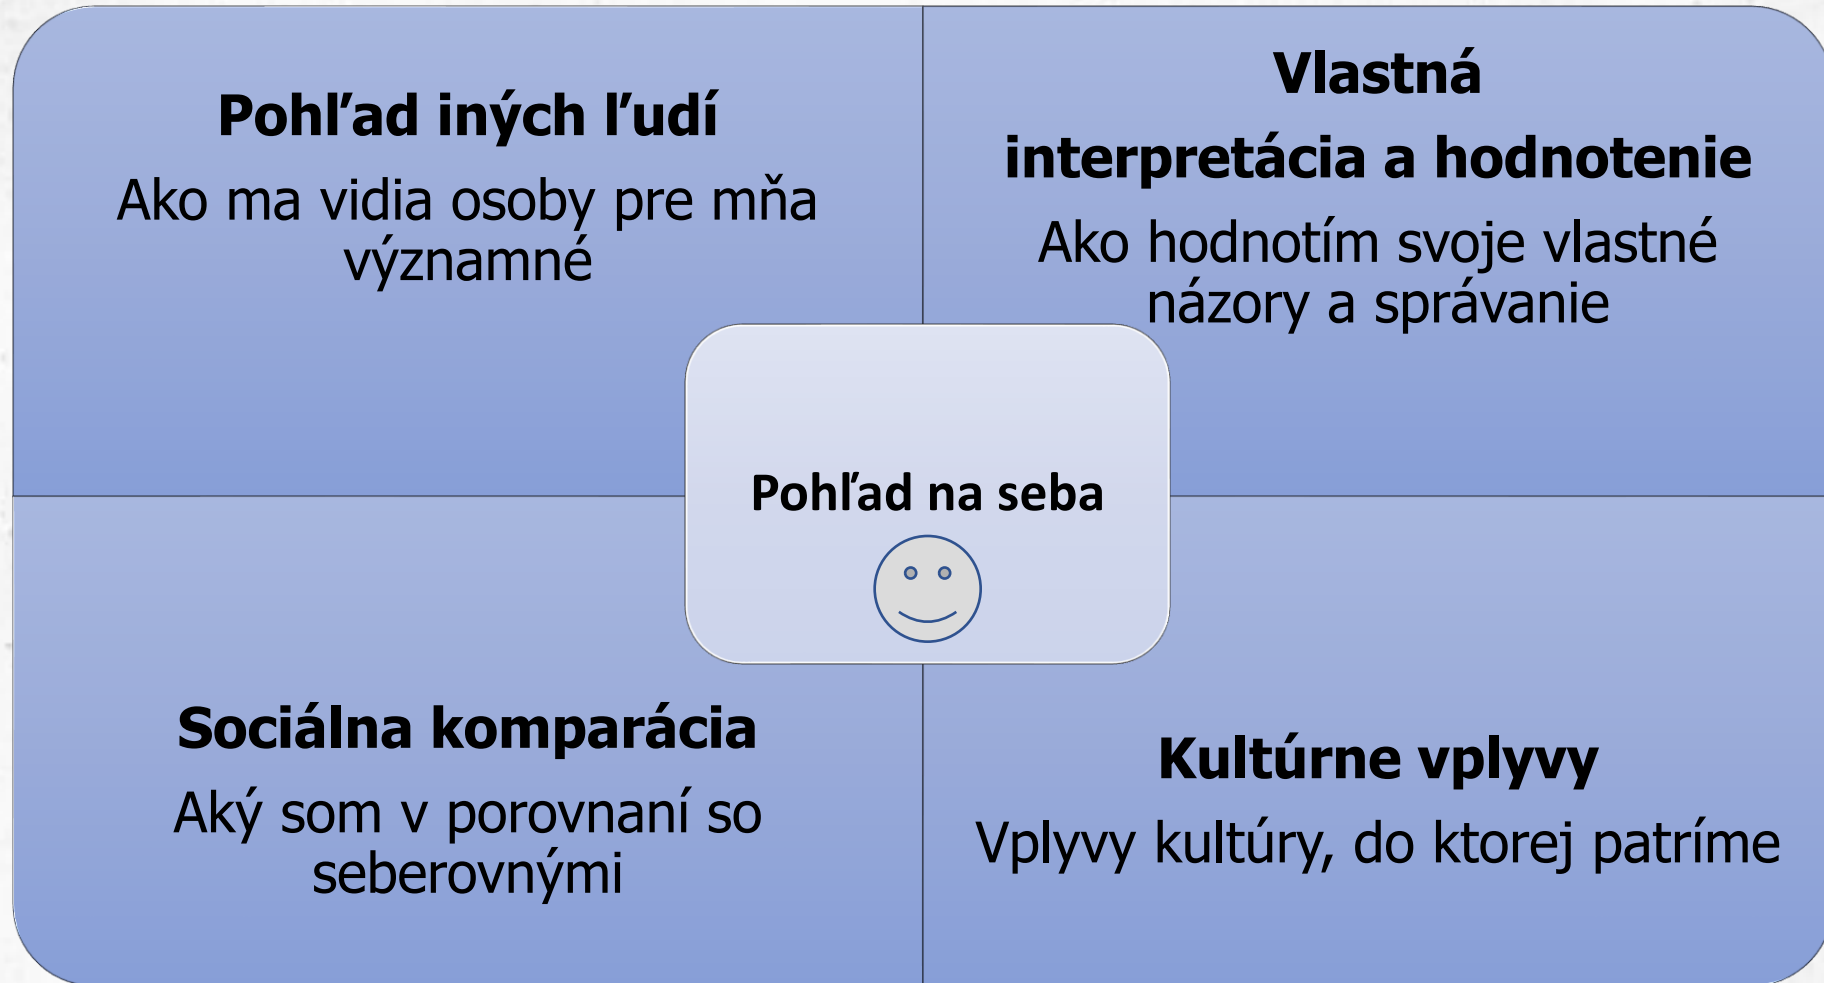 Pohľad iných ľudí
Ako ma vidia osoby pre mňa
významné
Vlastná
interpretácia a hodnotenie
Ako hodnotím svoje vlastné
názory a správanie
Pohľad na seba
Sociálna komparácia
Aký som v porovnaní so
seberovnými
Kultúrne vplyvy
Vplyvy kultúry, do ktorej patríme